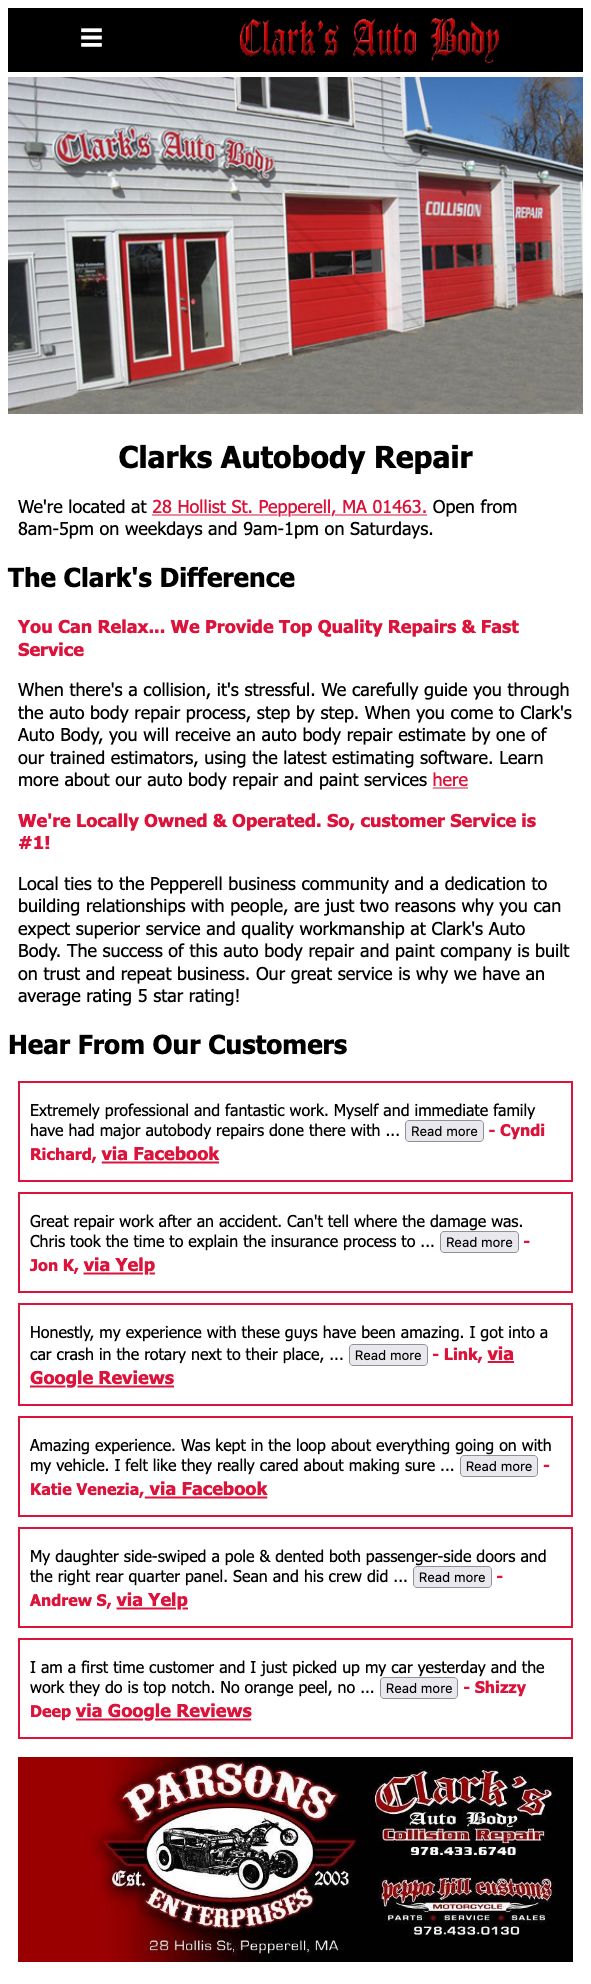 Clark's Auto Body
Clark's Auto Body
COLLISION
REPAIR
Clarks Autobody Repair
We're located at 28 Hollist St. Pepperell, MA 01463. Open from
8am-5pm on weekdays and 9am-1pm on Saturdays.
The Clark's Difference
You Can Relax... We Provide Top Quality Repairs & Fast
Service
When there's a collision, it's stressful. We carefully guide you through
the auto body repair process, step by step. When you come to Clark's
Auto Body, you will receive an auto body repair estimate by one of
our trained estimators, using the latest estimating software. Learn
more about our auto body repair and paint services here
We're Locally Owned & Operated. So, customer Service is
#1!
Local ties to the Pepperell business community and a dedication to
building relationships with people, are just two reasons why you can
expect superior service and quality workmanship at Clark's Auto
Body. The success of this auto body repair and paint company is built
on trust and repeat business. Our great service is why we have an
average rating 5 star rating!
Hear From Our Customers
Extremely professional and fantastic work. Myself and immediate family
have had major autobody repairs done there with ... Read more - Cyndi
Richard, via Facebook
Great repair work after an accident. Can't tell where the damage was.
Chris took the time to explain the insurance process to ... Read more -
Jon K, via Yelp
Honestly, my experience with these guys have been amazing. I got into a
car crash in the rotary next to their place, ... Read more - Link, via
Google Reviews
Amazing experience. Was kept in the loop about everything going on with
my vehicle. I felt like they really cared about making sure ... Read more -
Katie Venezia, via Facebook
My daughter side-swiped a pole & dented both passenger-side doors and
the right rear quarter panel. Sean and his crew did ... Read more -
Andrew S, via Yelp
I am a first time customer and I just picked up my car yesterday and the
work they do is top notch. No orange peel, no ... Read more - Shizzy
Deep via Google Reviews
PARSONS
Est. 2003
ENTERPRISES
28 Hollis St, Pepperell, MA
Clark's
Auto Body
Collision Repair
978.433.6740
peppa hill customs
MOTORCYCLE
PARTS SERVICE SALES
978.433.0130